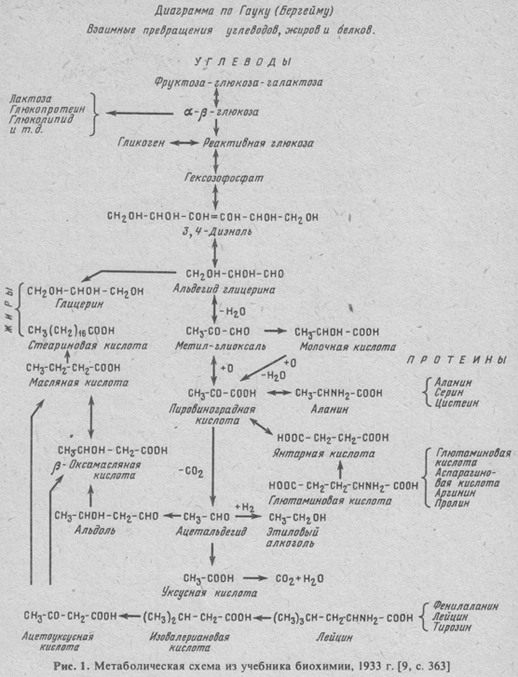 Диаграмма по Гауку (Бергейму)
Взаимные превращения углеводов, жиров и белков.
УГЛЕВОДЫ
Фруктоза-глюкоза-галактоза
Лактоза
Глюкопротеин
Глюколипид
и т.д.
α-β-глюкоза
Гликоген
Реактивная глюкоза
Гексозофосфат
CH₂OH-CHOH-COH=COH-CHOH-CH₂OH
3,4-Диэноль
ЖИРЫ
CH₂OH-CHOH-CH₂OH
Глицерин
CH₂OH-CHOH-CHO
Альдегид глицерина
-H₂O
CH₃(CH₂)₁₆COOH
Стеариновая кислота
CH₃-CO-CHO
Метил-глиоксаль
CH₃-CHOH-COOH
Молочная кислота
CH₃-CH₂-CH₂-COOH
Масляная кислота
+O
+O
-H₂O
ПРОТЕИНЫ
CH₃-CO-COOH
Пировиноградная
кислота
CH₃-CHNH₂-COOH
Аланин
Аланин
Серин
Цистеин
HOOC-CH₂-CH₂-COOH
Янтарная кислота
CH₃CHOH-CH₂-COOH
β-Оксамасляная
кислота
-CO₂
HOOC-CH₂-CH₂-CHNH₂-COOH
Глютаминовая кислота
Глютаминовая
кислота
Аспарагино-
вая кислота
Аргинин
Пролин
CH₃-CHOH-CH₂-CHO
Альдоль
CH₃-CHO
Ацетальдегид
+H₂
CH₃-CH₂OH
Этиловый
алкоголь
CH₃-COOH
Уксусная кислота
CO₂+H₂O
CH₃-CO-CH₂-COOH
Ацетоуксусная
кислота
(CH₃)₂CH-CH₂-COOH
Изовалериановая
кислота
(CH₃)₃CH-CH₂CHNH₂-COOH
Лейцин
Фенилаланин
Лейцин
Тирозин
Рис. 1. Метаболическая схема из учебника биохимии, 1933 г. [9, с. 363]